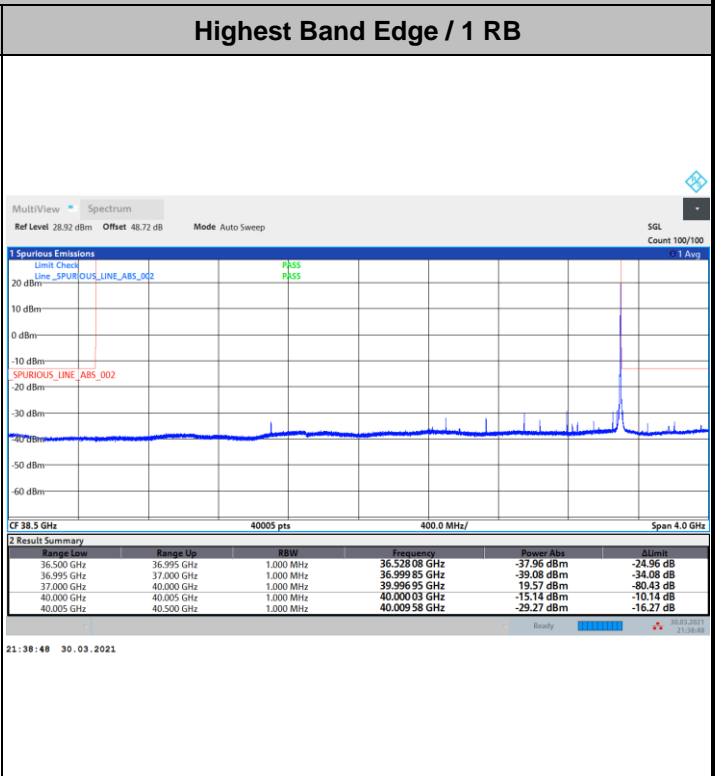 Highest Band Edge / 1 RB
MultiView Spectrum
Ref Level 28.92 dBm Offset 48.72 dB Mode Auto Sweep SGL
Count 100/100
1 Spurious Emissions 1 Avg
Limit Check PASS
Line _SPURIOUS_LINE_ABS_002 PASS
20 dBm
10 dBm
0 dBm
-10 dBm
_SPURIOUS_LINE_ABS_002
-20 dBm
-30 dBm
-40 dBm
-50 dBm
-60 dBm
CF 38.5 GHz 40005 pts 400.0 MHz/ Span 4.0 GHz
2 Result Summary
Range Low Range Up RBW Frequency Power Abs ΔLimit
36.500 GHz 36.995 GHz 1.000 MHz 36.528 08 GHz -37.96 dBm -24.96 dB
36.995 GHz 37.000 GHz 1.000 MHz 36.999 85 GHz -39.08 dBm -34.08 dB
37.000 GHz 40.000 GHz 1.000 MHz 39.996 95 GHz 19.57 dBm -80.43 dB
40.000 GHz 40.005 GHz 1.000 MHz 40.000 03 GHz -15.14 dBm -10.14 dB
40.005 GHz 40.500 GHz 1.000 MHz 40.009 58 GHz -29.27 dBm -16.27 dB
Ready 30.03.2021
21:38:48
21:38:48 30.03.2021